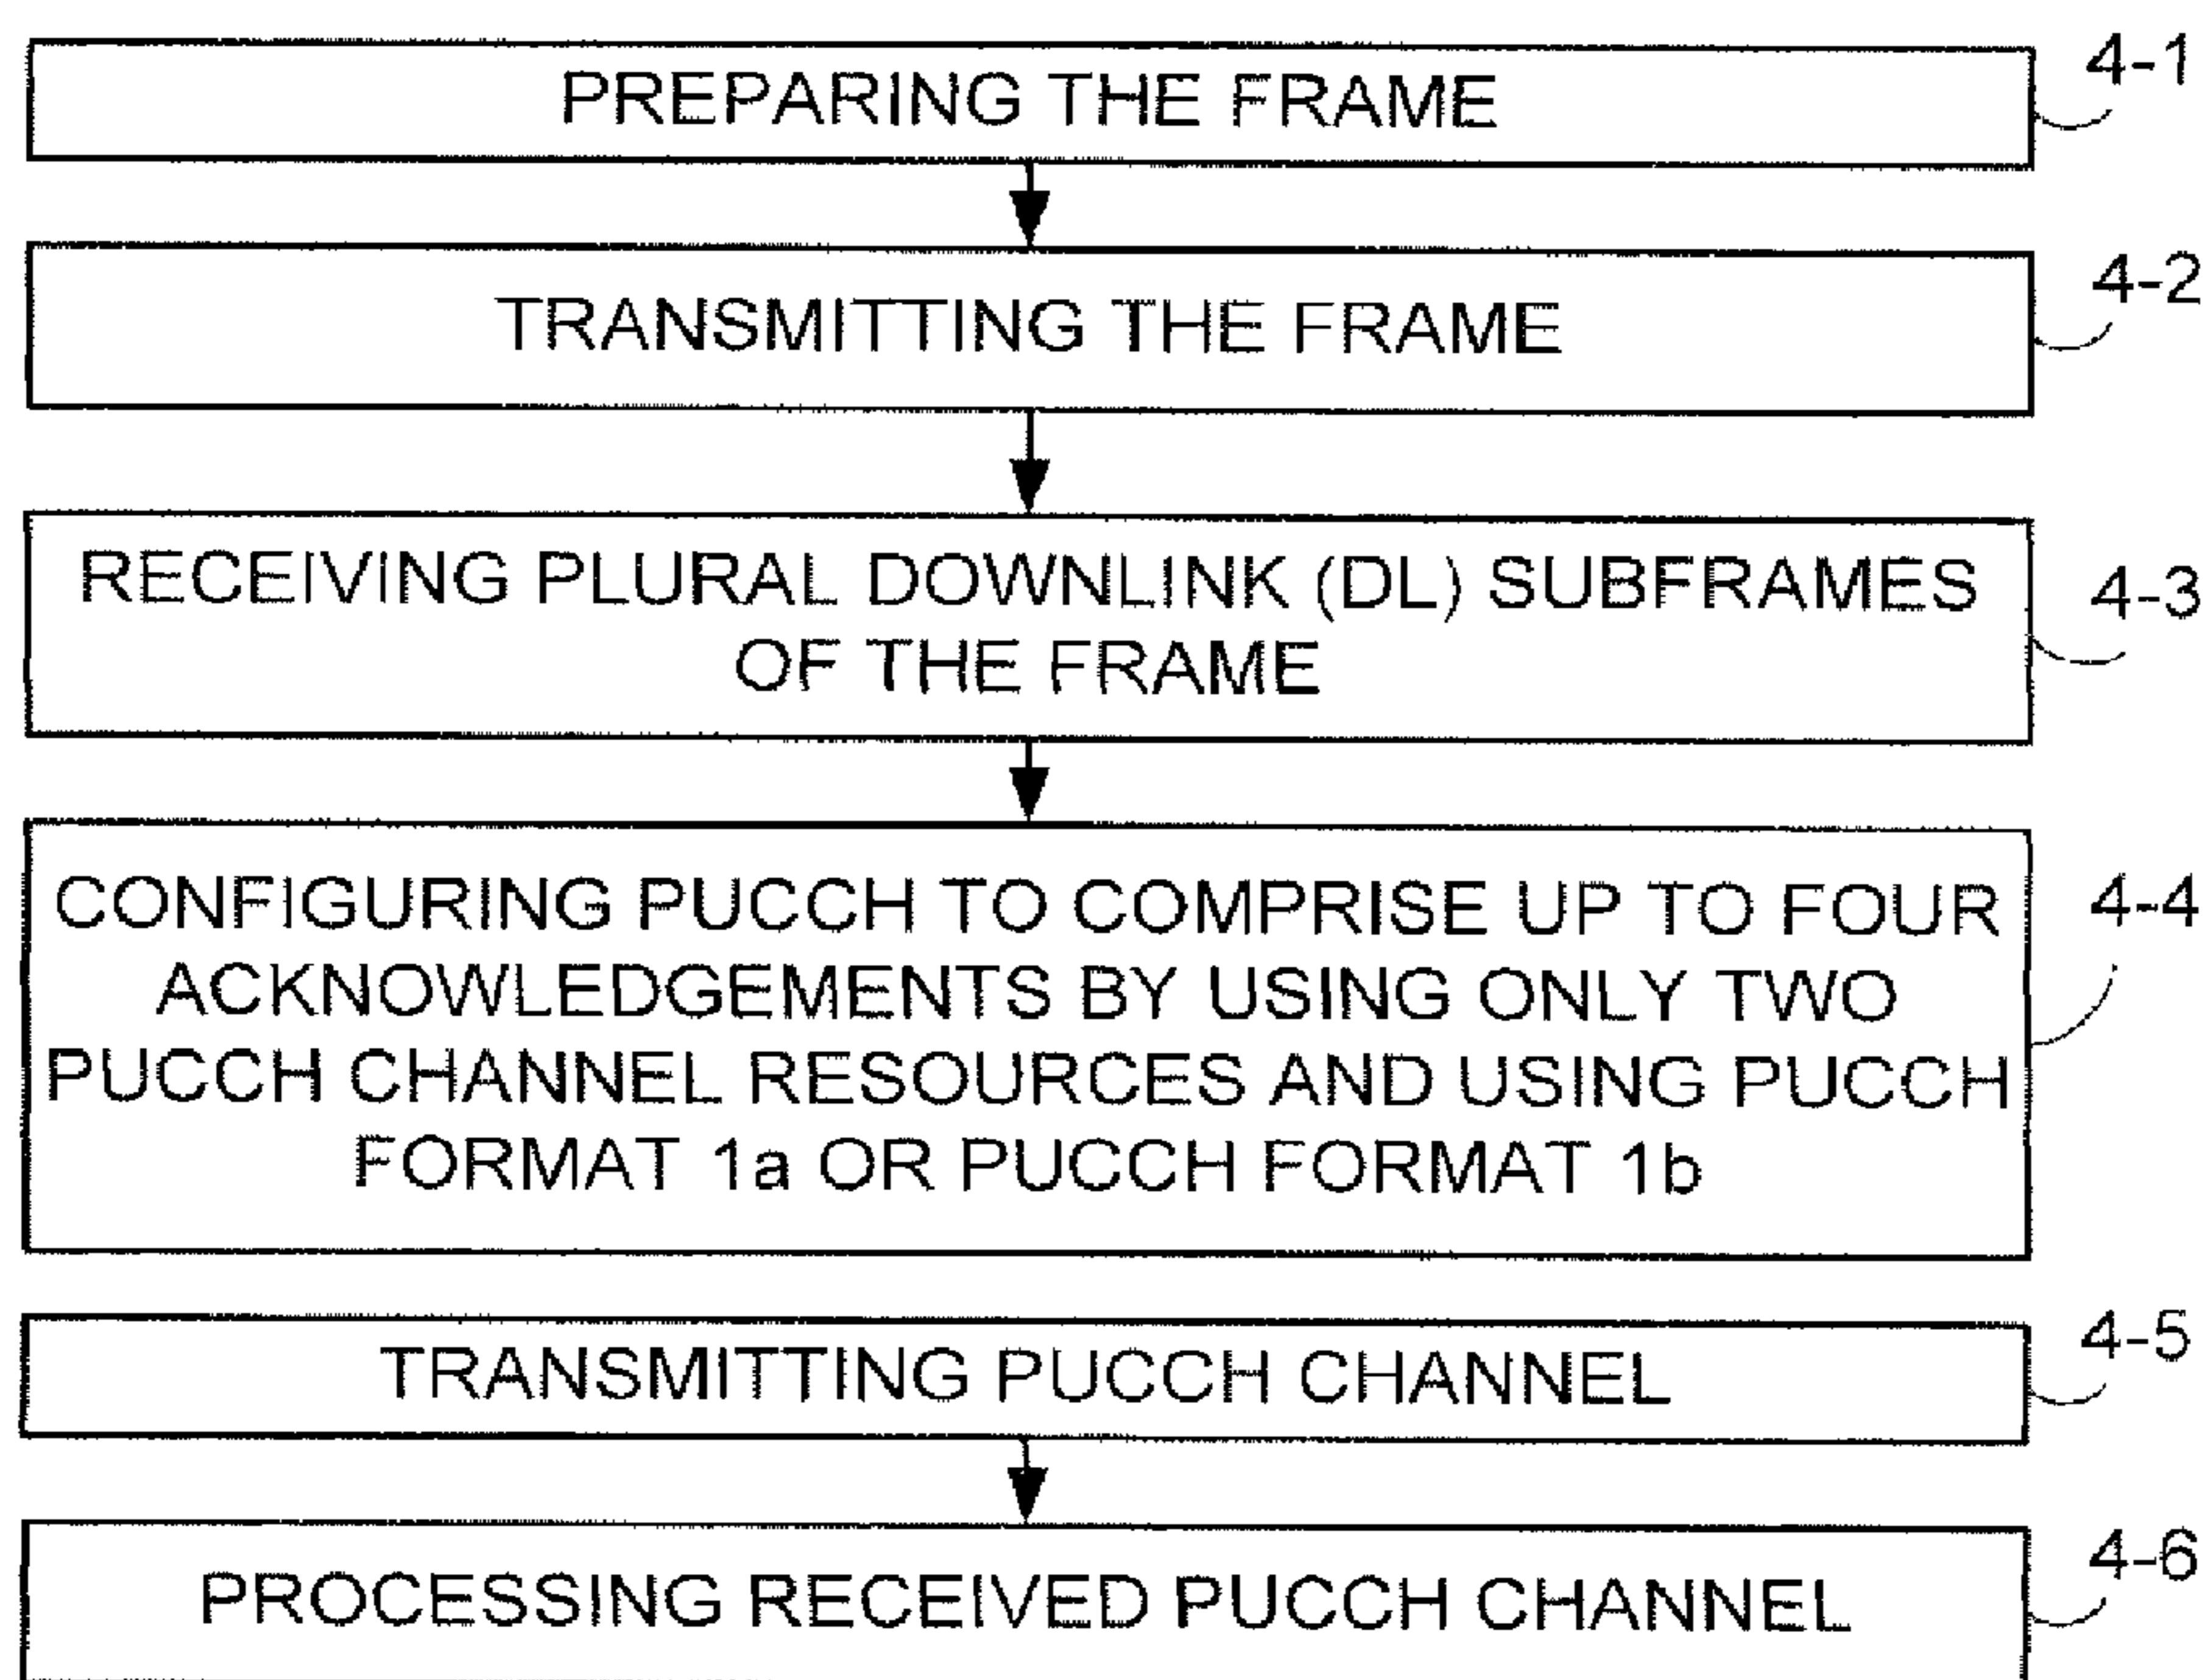 PREPARING THE FRAME
4-1
TRANSMITTING THE FRAME
4-2
RECEIVING PLURAL DOWNLINK (DL) SUBFRAMES
OF THE FRAME
4-3
CONFIGURING PUCCH TO COMPRISE UP TO FOUR
ACKNOWLEDGEMENTS BY USING ONLY TWO
PUCCH CHANNEL RESOURCES AND USING PUCCH
FORMAT 1a OR PUCCH FORMAT 1b
4-4
TRANSMITTING PUCCH CHANNEL
4-5
PROCESSING RECEIVED PUCCH CHANNEL
4-6